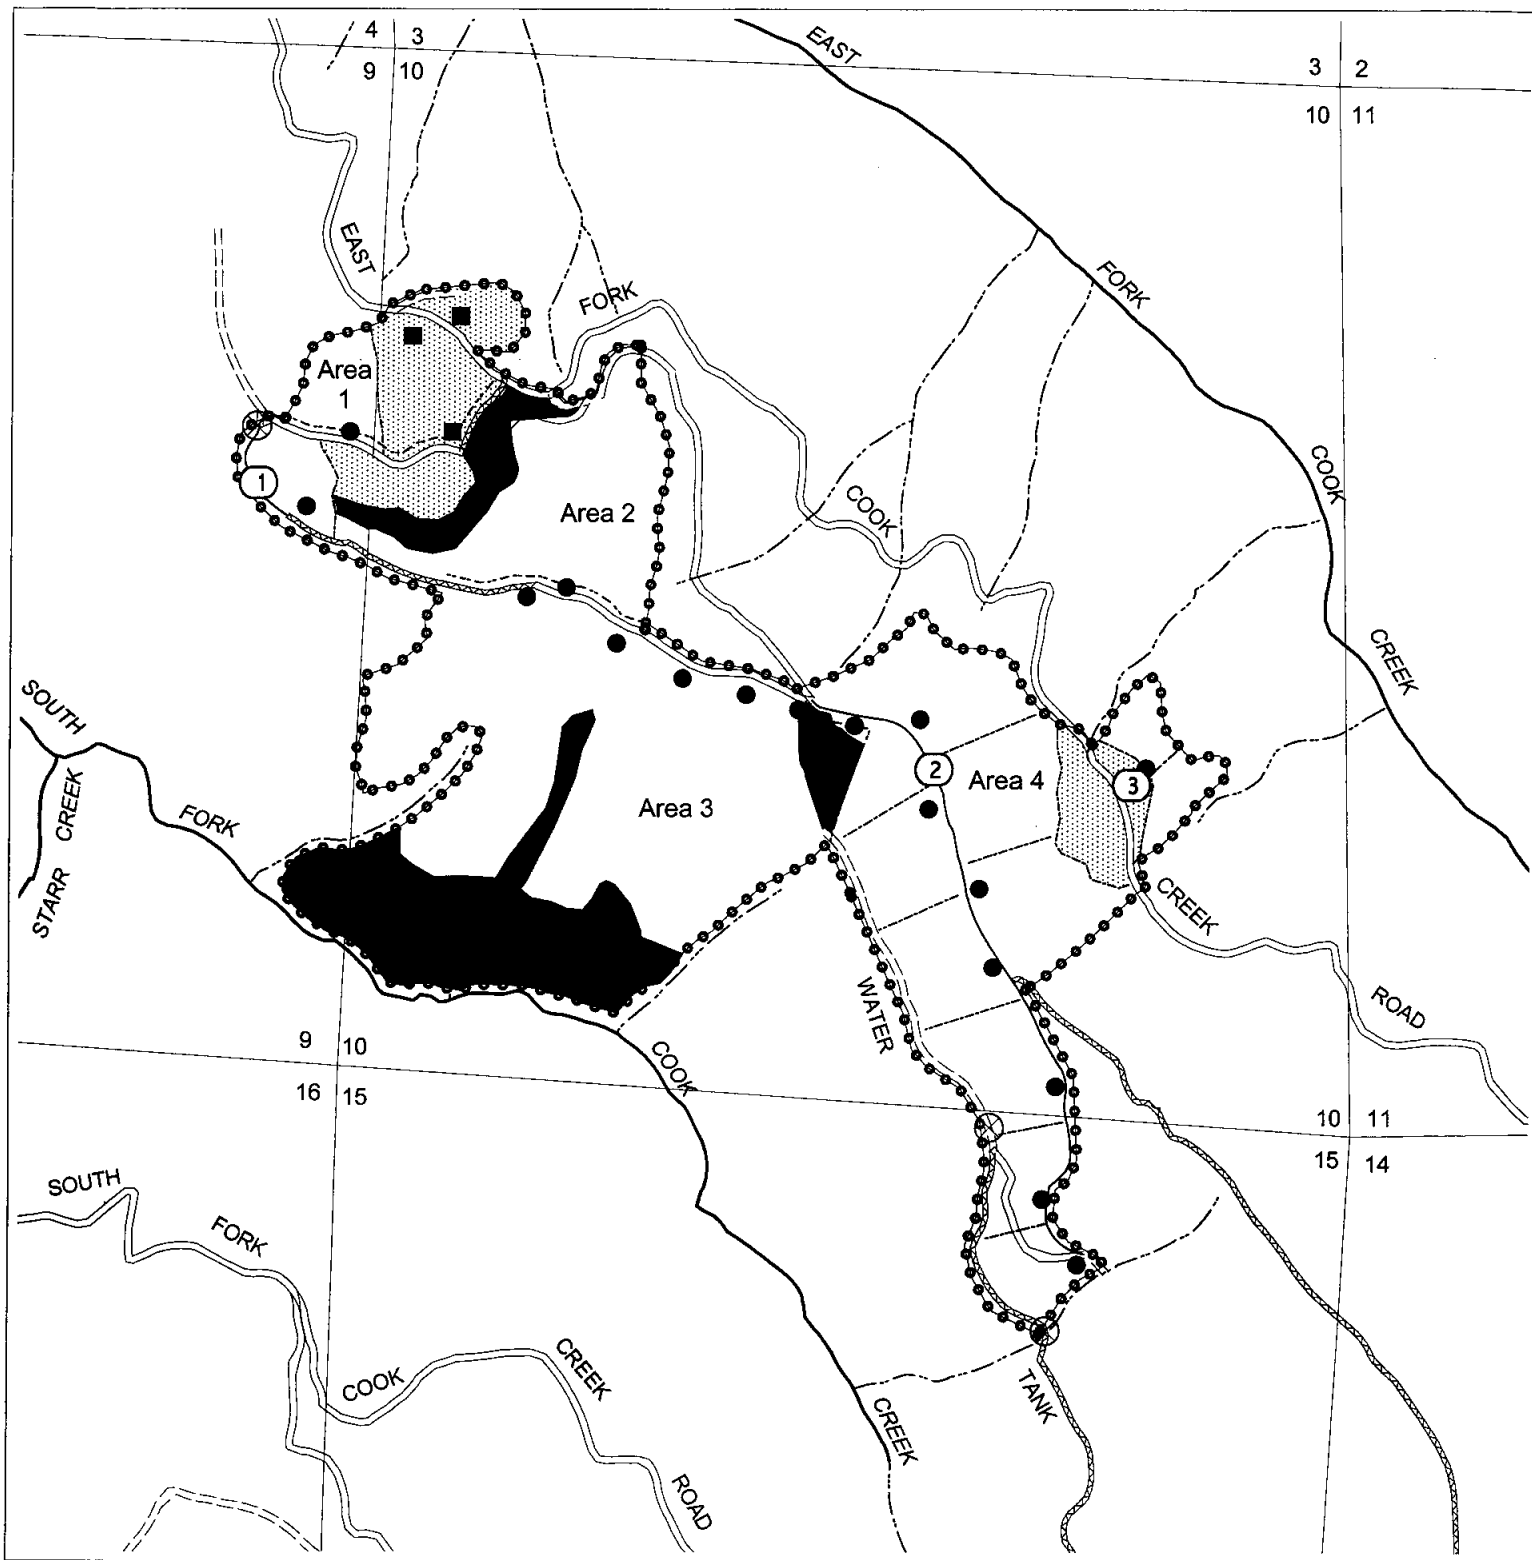 4 3
9 10
3 2
10 11
EAST
FORK
COOK
CREEK
EAST
FORK
COOK
CREEK
ROAD
Area
1
Area 2
Area 3
Area 4
1
2
3
SOUTH
FORK
COOK
CREEK
STARR CREEK
WATER
TANK
9 10
16 15
10 11
15 14
SOUTH
FORK
COOK
CREEK
ROAD